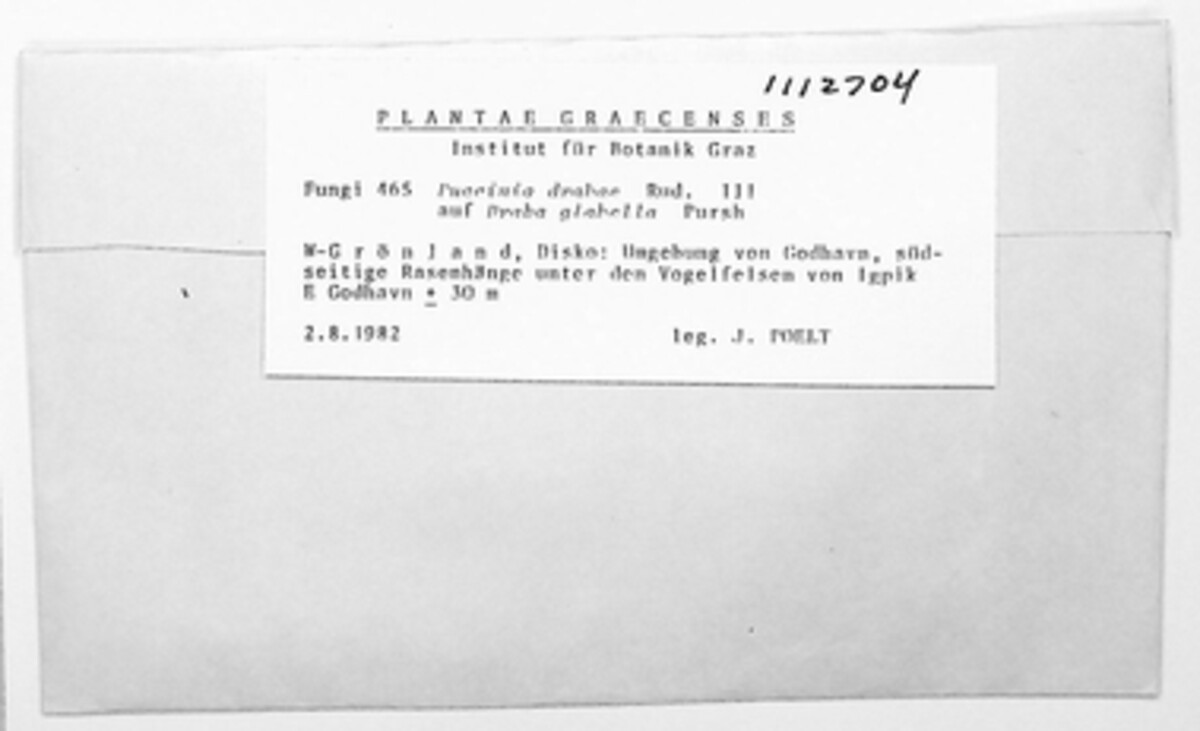 1112704
PLANTAE GRAECENSES
Institut für Botanik Graz
Fungi 465 Puccinia drabae Rud. III
auf Draba glabella Pursh
W-Grönland, Disko: Umgebung von Godhavn, süd-
seitige Rasenhänge unter den Vogelfelsen von Igpik
E Godhavn ± 30 m
2.8.1982 leg. J. POELT